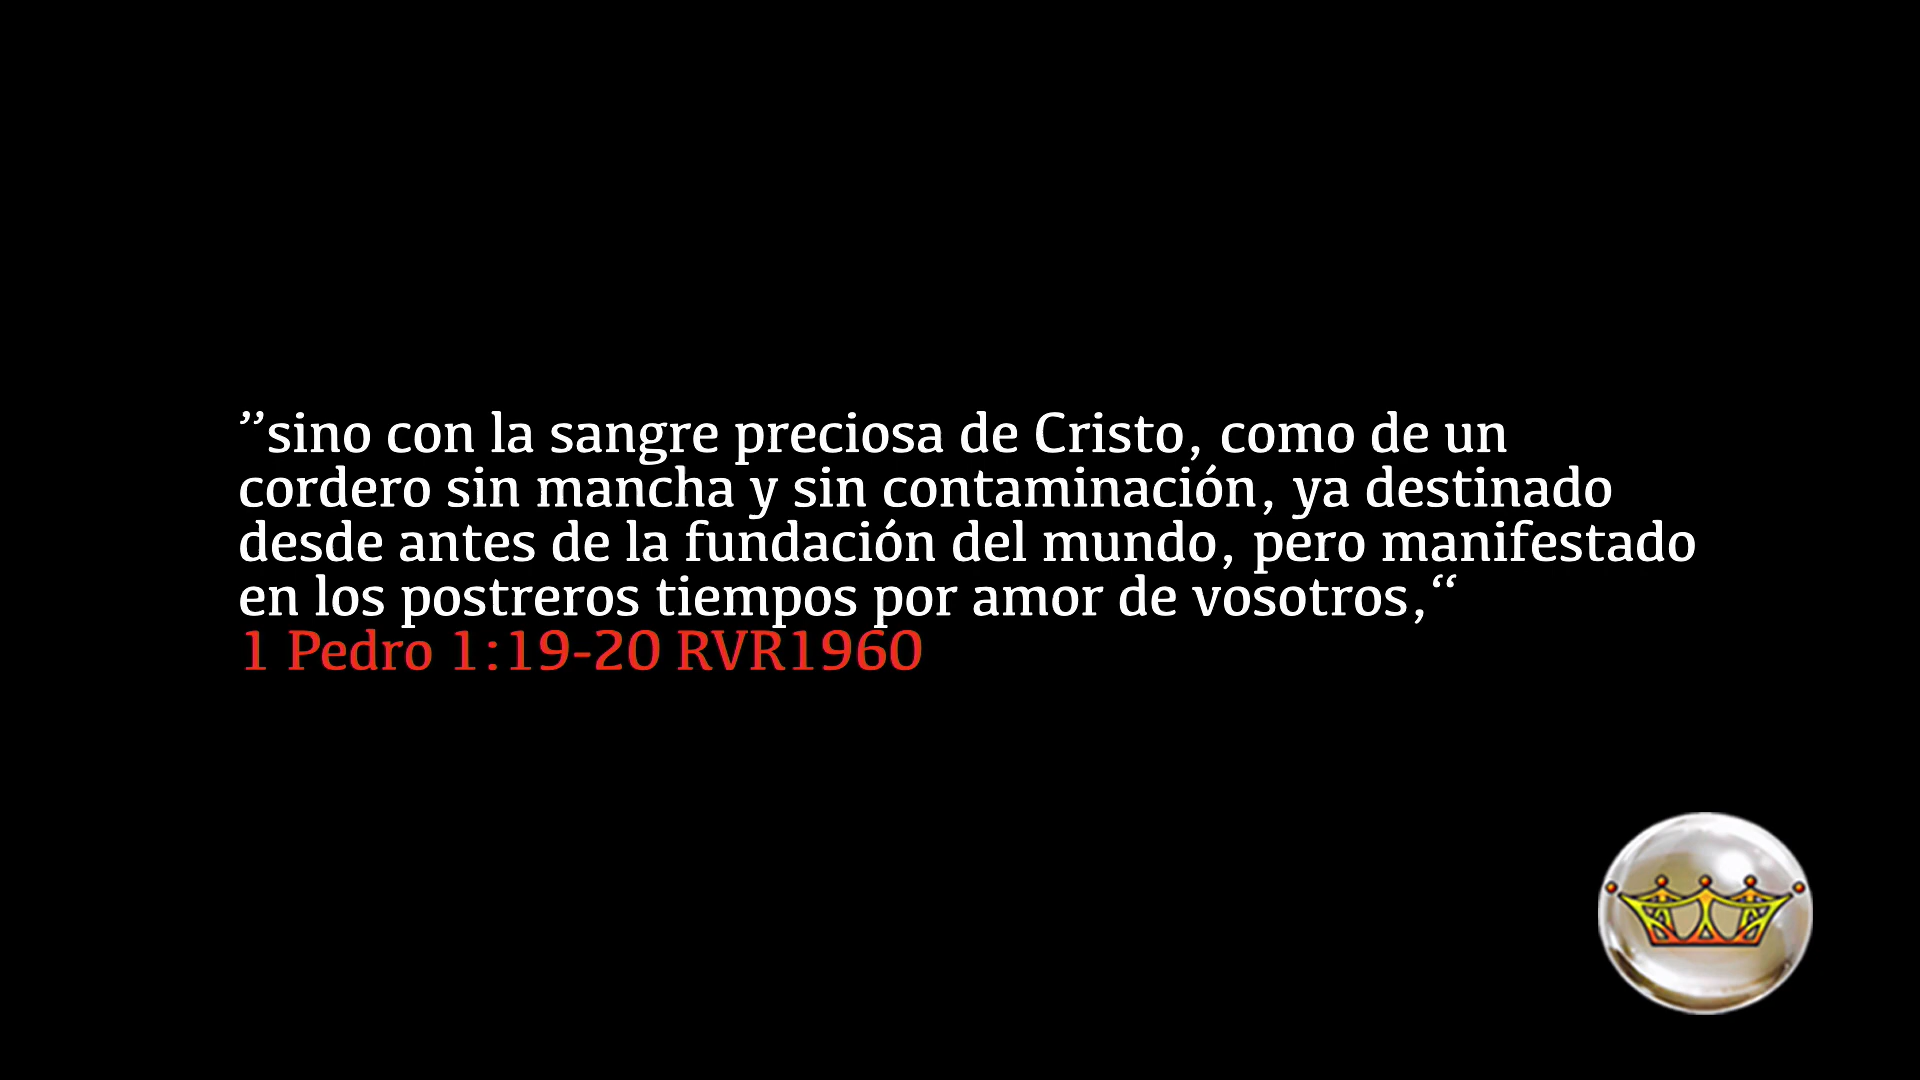 ”sino con la sangre preciosa de Cristo, como de un
cordero sin mancha y sin contaminación, ya destinado
desde antes de la fundación del mundo, pero manifestado
en los postreros tiempos por amor de vosotros,“
1 Pedro 1:19-20 RVR1960